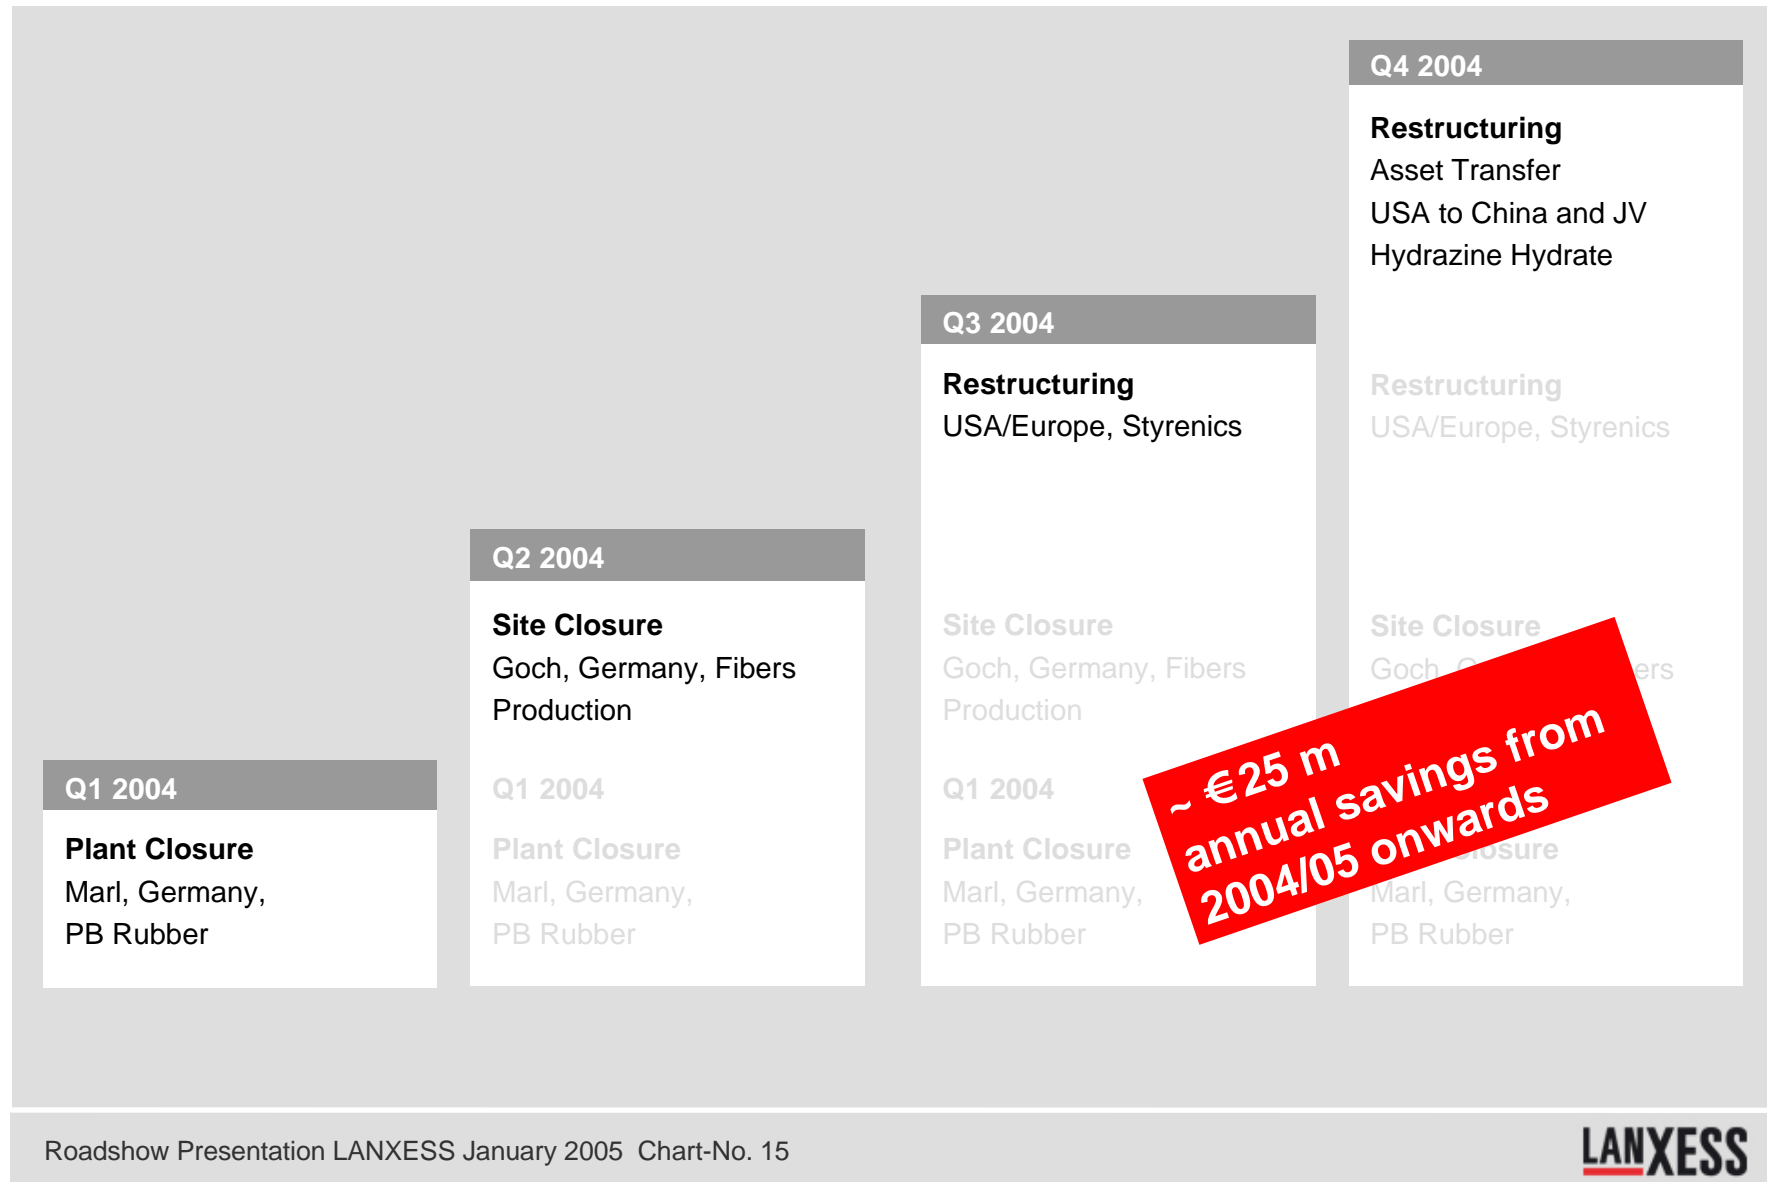 Q1 2004
Plant Closure
Marl, Germany,
PB Rubber
Q2 2004
Site Closure
Goch, Germany, Fibers
Production
Q1 2004
Plant Closure
Marl, Germany,
PB Rubber
Q3 2004
Restructuring
USA/Europe, Styrenics
Site Closure
Goch, Germany, Fibers
Production
Q1 2004
Plant Closure
Marl, Germany,
PB Rubber
Q4 2004
Restructuring
Asset Transfer
USA to China and JV
Hydrazine Hydrate
Restructuring
USA/Europe, Styrenics
Site Closure
Goch
Marl, Germany,
PB Rubber
~ €25 m
annual savings from
2004/05 onwards
Roadshow Presentation LANXESS January 2005 Chart-No. 15
LANXESS